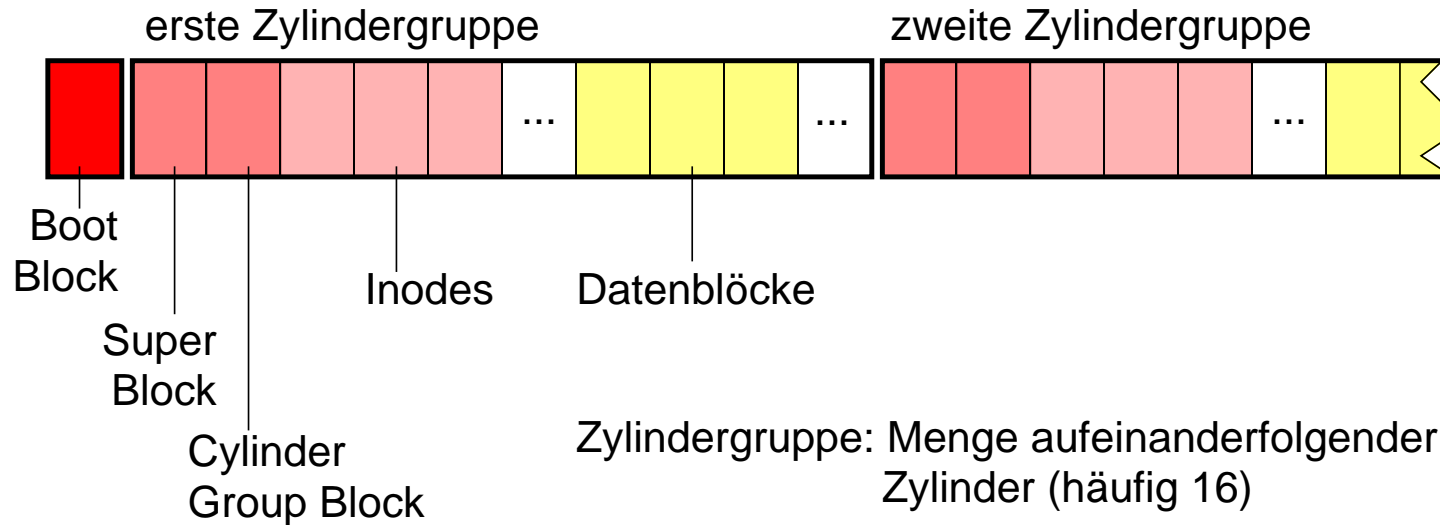 erste Zylindergruppe
zweite Zylindergruppe
...
...
...
Boot
Block
Super
Block
Cylinder
Group Block
Inodes
Datenblöcke
Zylindergruppe: Menge aufeinanderfolgender
Zylinder (häufig 16)